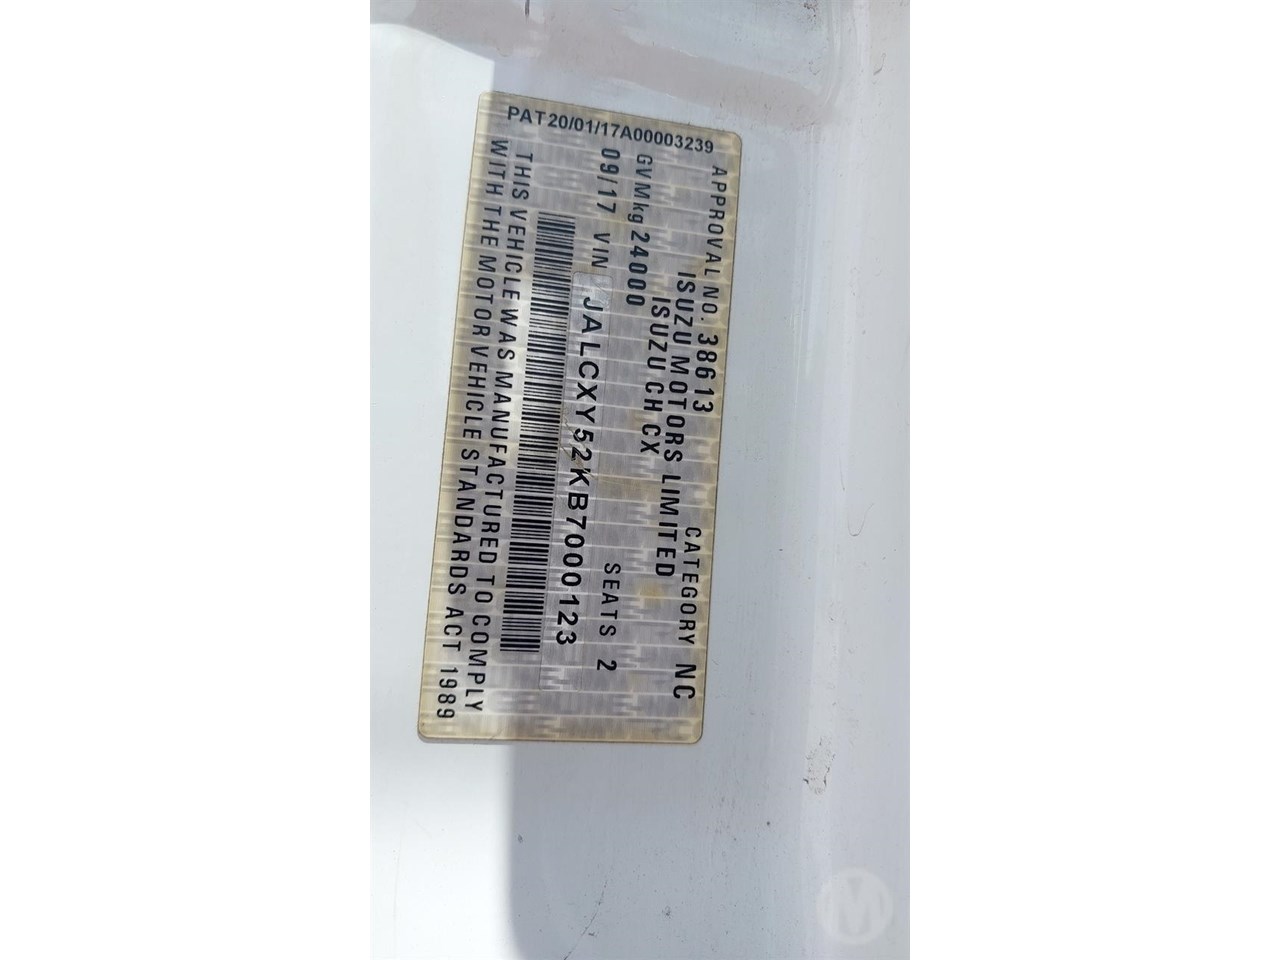 PAT20/01/17A00003239
APPROVAL NO. 38613 CATEGORY NC
ISUZU MOTORS LIMITED
ISUZU CH CX
GVMkg 24000 SEATS 2
09/17 VIN JALCXY52KB7000123
THIS VEHICLE WAS MANUFACTURED TO COMPLY
WITH THE MOTOR VEHICLE STANDARDS ACT 1989
M